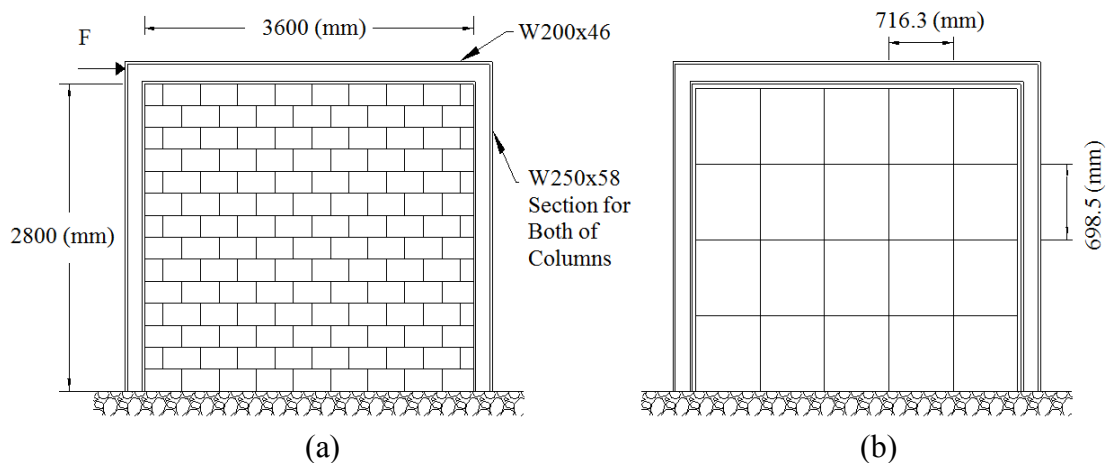 3600 (mm)
F
W200x46
2800 (mm)
W250x58
Section for
Both of
Columns
(a)
716.3 (mm)
698.5 (mm)
(b)